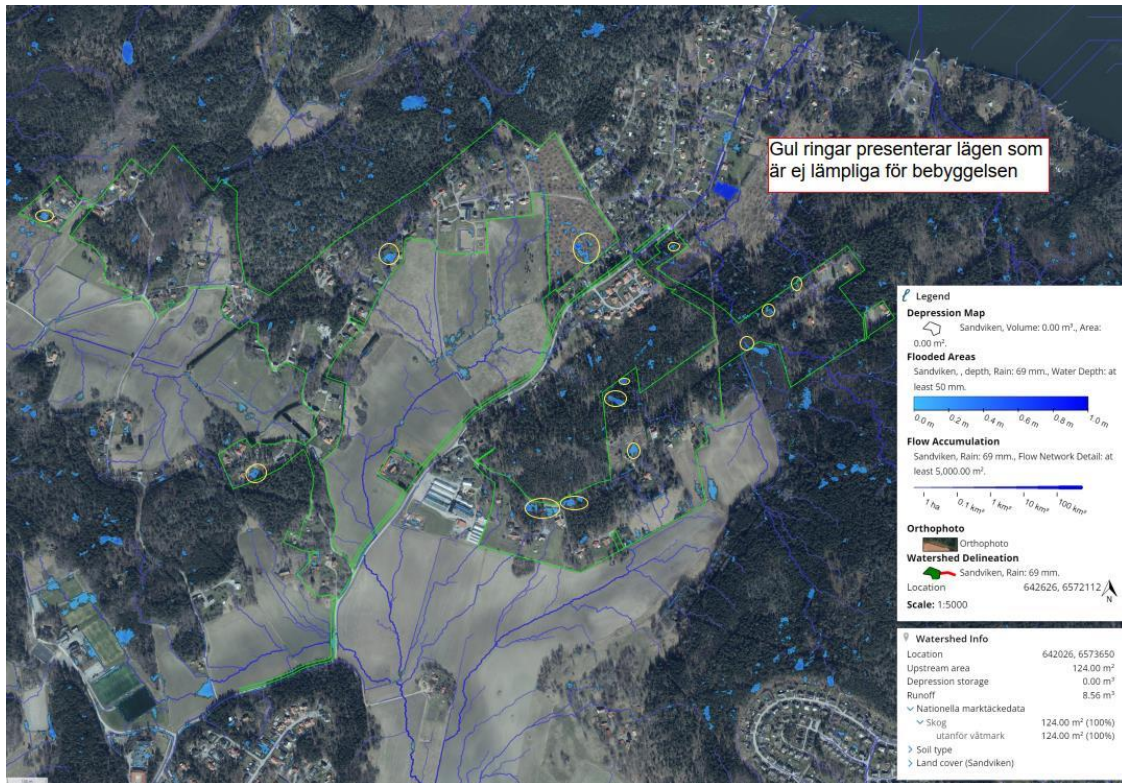 Gul ringar presenterar lägen som
är ej lämpliga för bebyggelsen
Legend
Depression Map
Sandviken, Volume: 0.00 m³., Area:
0.00 m².
Flooded Areas
Sandviken, , depth, Rain: 69 mm., Water Depth: at
least 50 mm.
0.0 m 0.2 m 0.4 m 0.6 m 0.8 m 1.0 m
Flow Accumulation
Sandviken, Rain: 69 mm., Flow Network Detail: at
least 5,000.00 m².
1 ha 0.1 km² 1 km² 10 km² 100 km²
Orthophoto
Orthophoto
Watershed Delineation
Sandviken, Rain: 69 mm.
Location 642626, 6572112
N
Scale: 1:5000
Watershed Info
Location 642026, 6573650
Upstream area 124.00 m²
Depression storage 0.00 m³
Runoff 8.56 m³
Nationella marktäckedata
Skog 124.00 m² (100%)
utanför våtmark 124.00 m² (100%)
Soil type
Land cover (Sandviken)